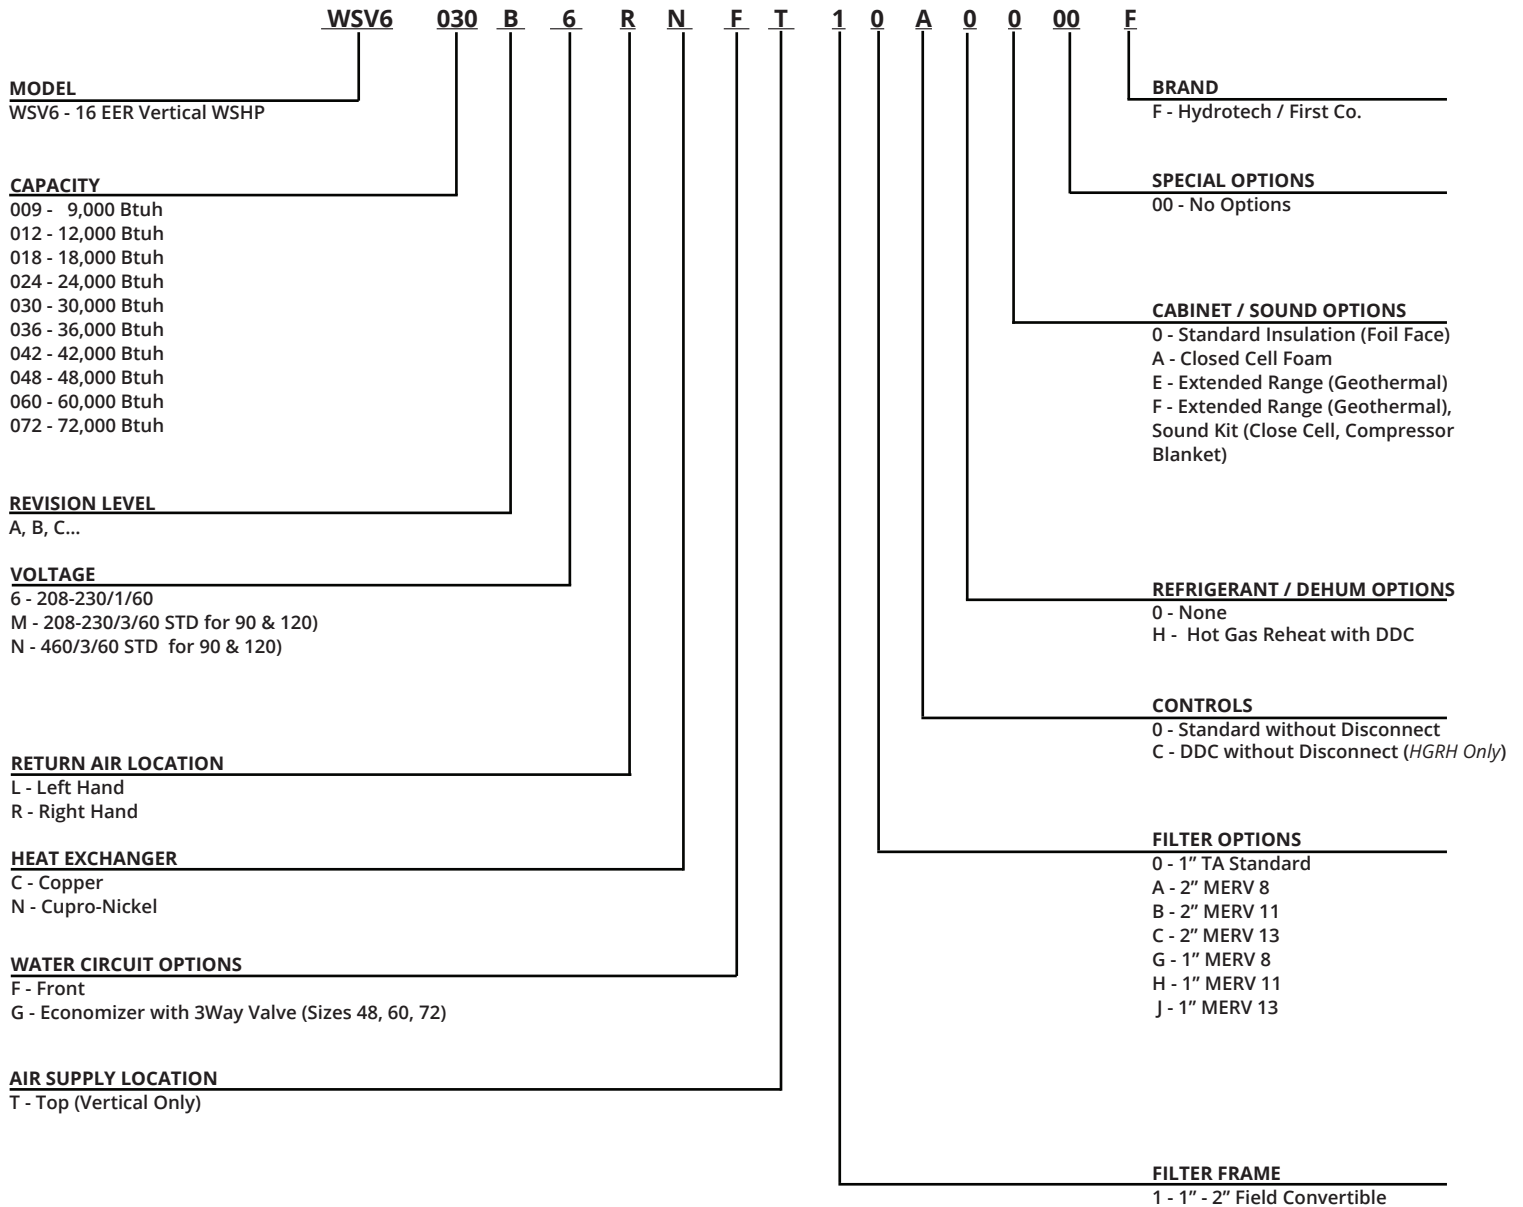 WSV6 030 B 6 R N F T 1 0 A 0 0 00 F
MODEL
WSV6 - 16 EER Vertical WSHP
CAPACITY
009 - 9,000 Btuh
012 - 12,000 Btuh
018 - 18,000 Btuh
024 - 24,000 Btuh
030 - 30,000 Btuh
036 - 36,000 Btuh
042 - 42,000 Btuh
048 - 48,000 Btuh
060 - 60,000 Btuh
072 - 72,000 Btuh
REVISION LEVEL
A, B, C...
VOLTAGE
6 - 208-230/1/60
M - 208-230/3/60 STD for 90 & 120)
N - 460/3/60 STD for 90 & 120)
RETURN AIR LOCATION
L - Left Hand
R - Right Hand
HEAT EXCHANGER
C - Copper
N - Cupro-Nickel
WATER CIRCUIT OPTIONS
F - Front
G - Economizer with 3Way Valve (Sizes 48, 60, 72)
AIR SUPPLY LOCATION
T - Top (Vertical Only)
BRAND
F - Hydrotech / First Co.
SPECIAL OPTIONS
00 - No Options
CABINET / SOUND OPTIONS
0 - Standard Insulation (Foil Face)
A - Closed Cell Foam
E - Extended Range (Geothermal)
F - Extended Range (Geothermal),
Sound Kit (Close Cell, Compressor
Blanket)
REFRIGERANT / DEHUM OPTIONS
0 - None
H - Hot Gas Reheat with DDC
CONTROLS
0 - Standard without Disconnect
C - DDC without Disconnect (HGRH Only)
FILTER OPTIONS
0 - 1” TA Standard
A - 2” MERV 8
B - 2” MERV 11
C - 2” MERV 13
G - 1” MERV 8
H - 1” MERV 11
J - 1” MERV 13
FILTER FRAME
1 - 1” - 2” Field Convertible